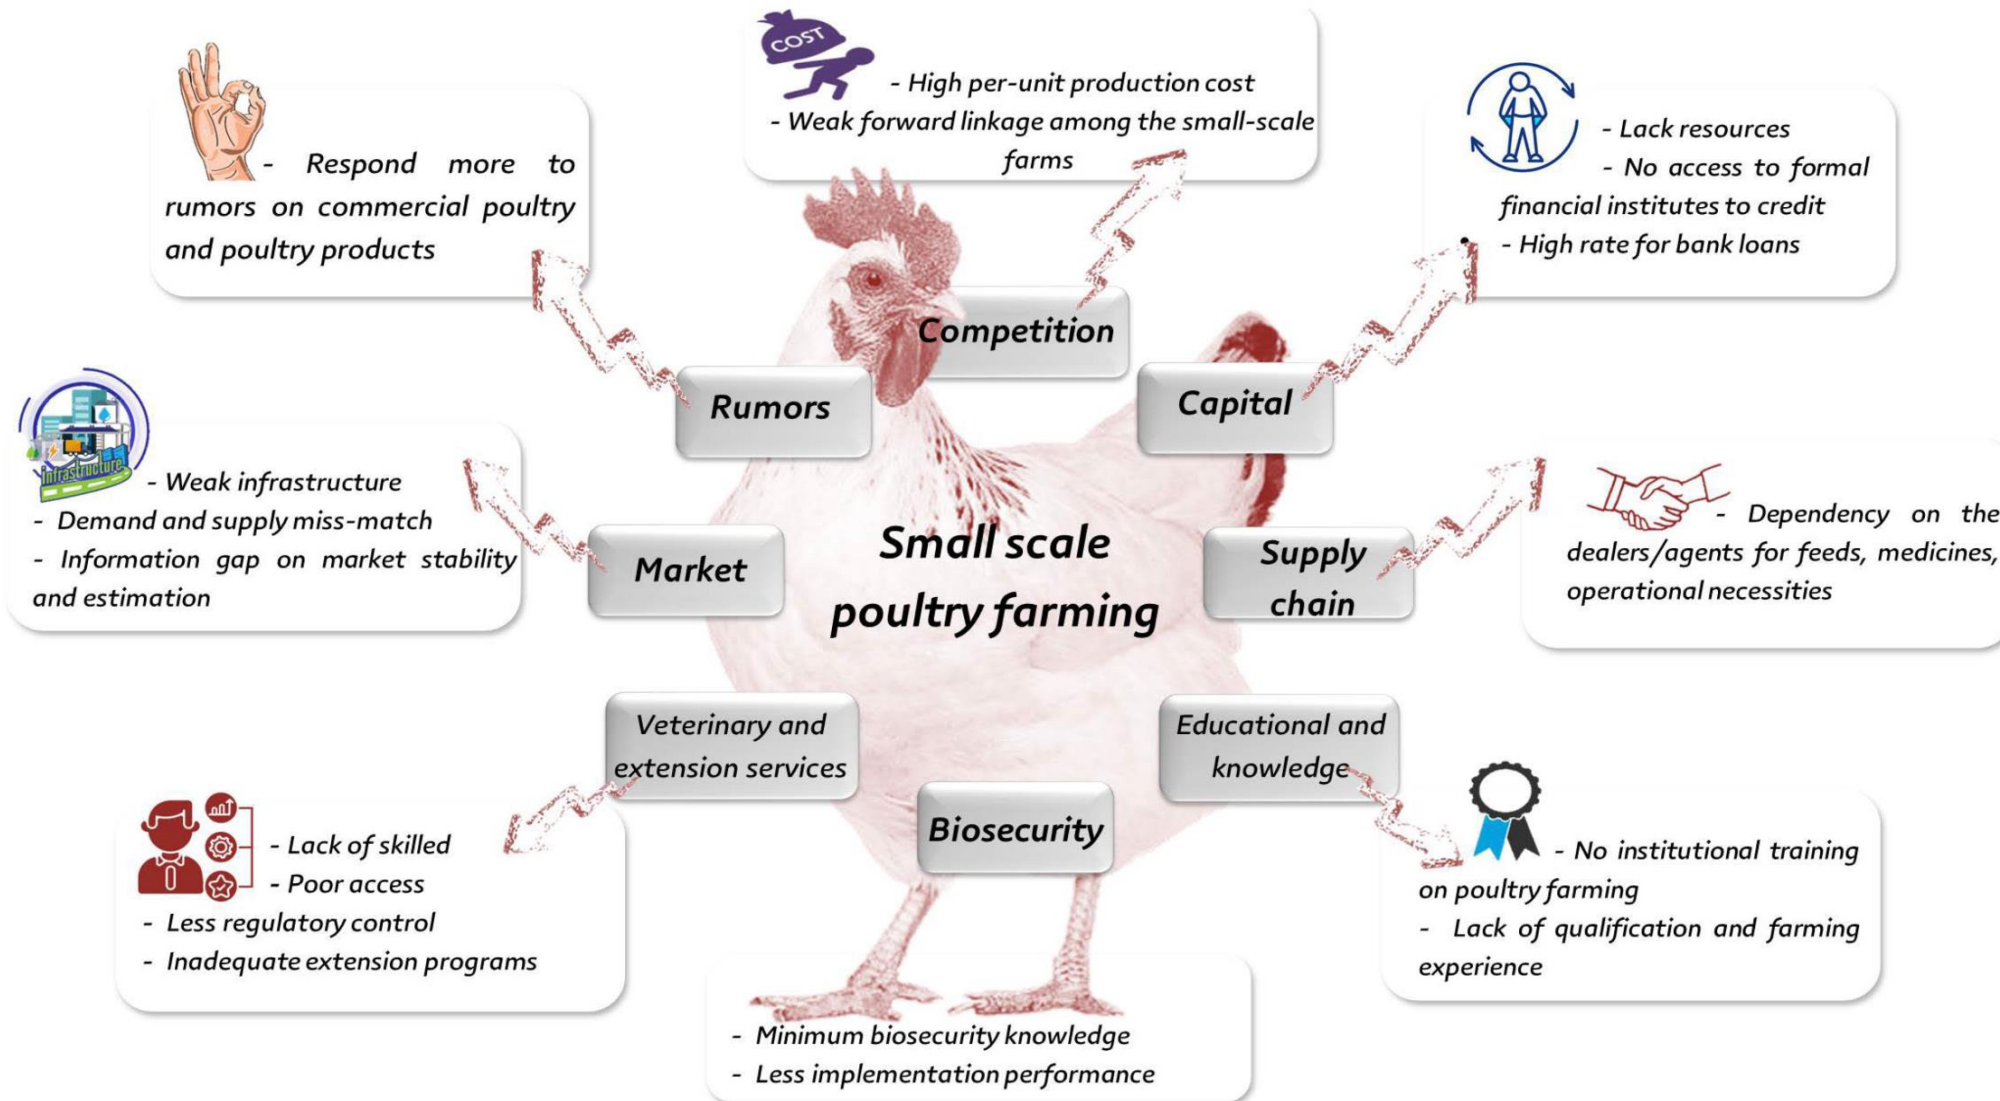 COST
- High per-unit production cost
- Weak forward linkage among the small-scale
farms
- Respond more to
rumors on commercial poultry
and poultry products
- Lack resources
- No access to formal
financial institutes to credit
- High rate for bank loans
Competition
Rumors
Capital
infrastructure
- Weak infrastructure
- Demand and supply miss-match
- Information gap on market stability
and estimation
Market
Small scale
poultry farming
Supply
chain
- Dependency on the
dealers/agents for feeds, medicines,
operational necessities
Veterinary and
extension services
Educational and
knowledge
Biosecurity
- Lack of skilled
- Poor access
- Less regulatory control
- Inadequate extension programs
- No institutional training
on poultry farming
- Lack of qualification and farming
experience
- Minimum biosecurity knowledge
- Less implementation performance